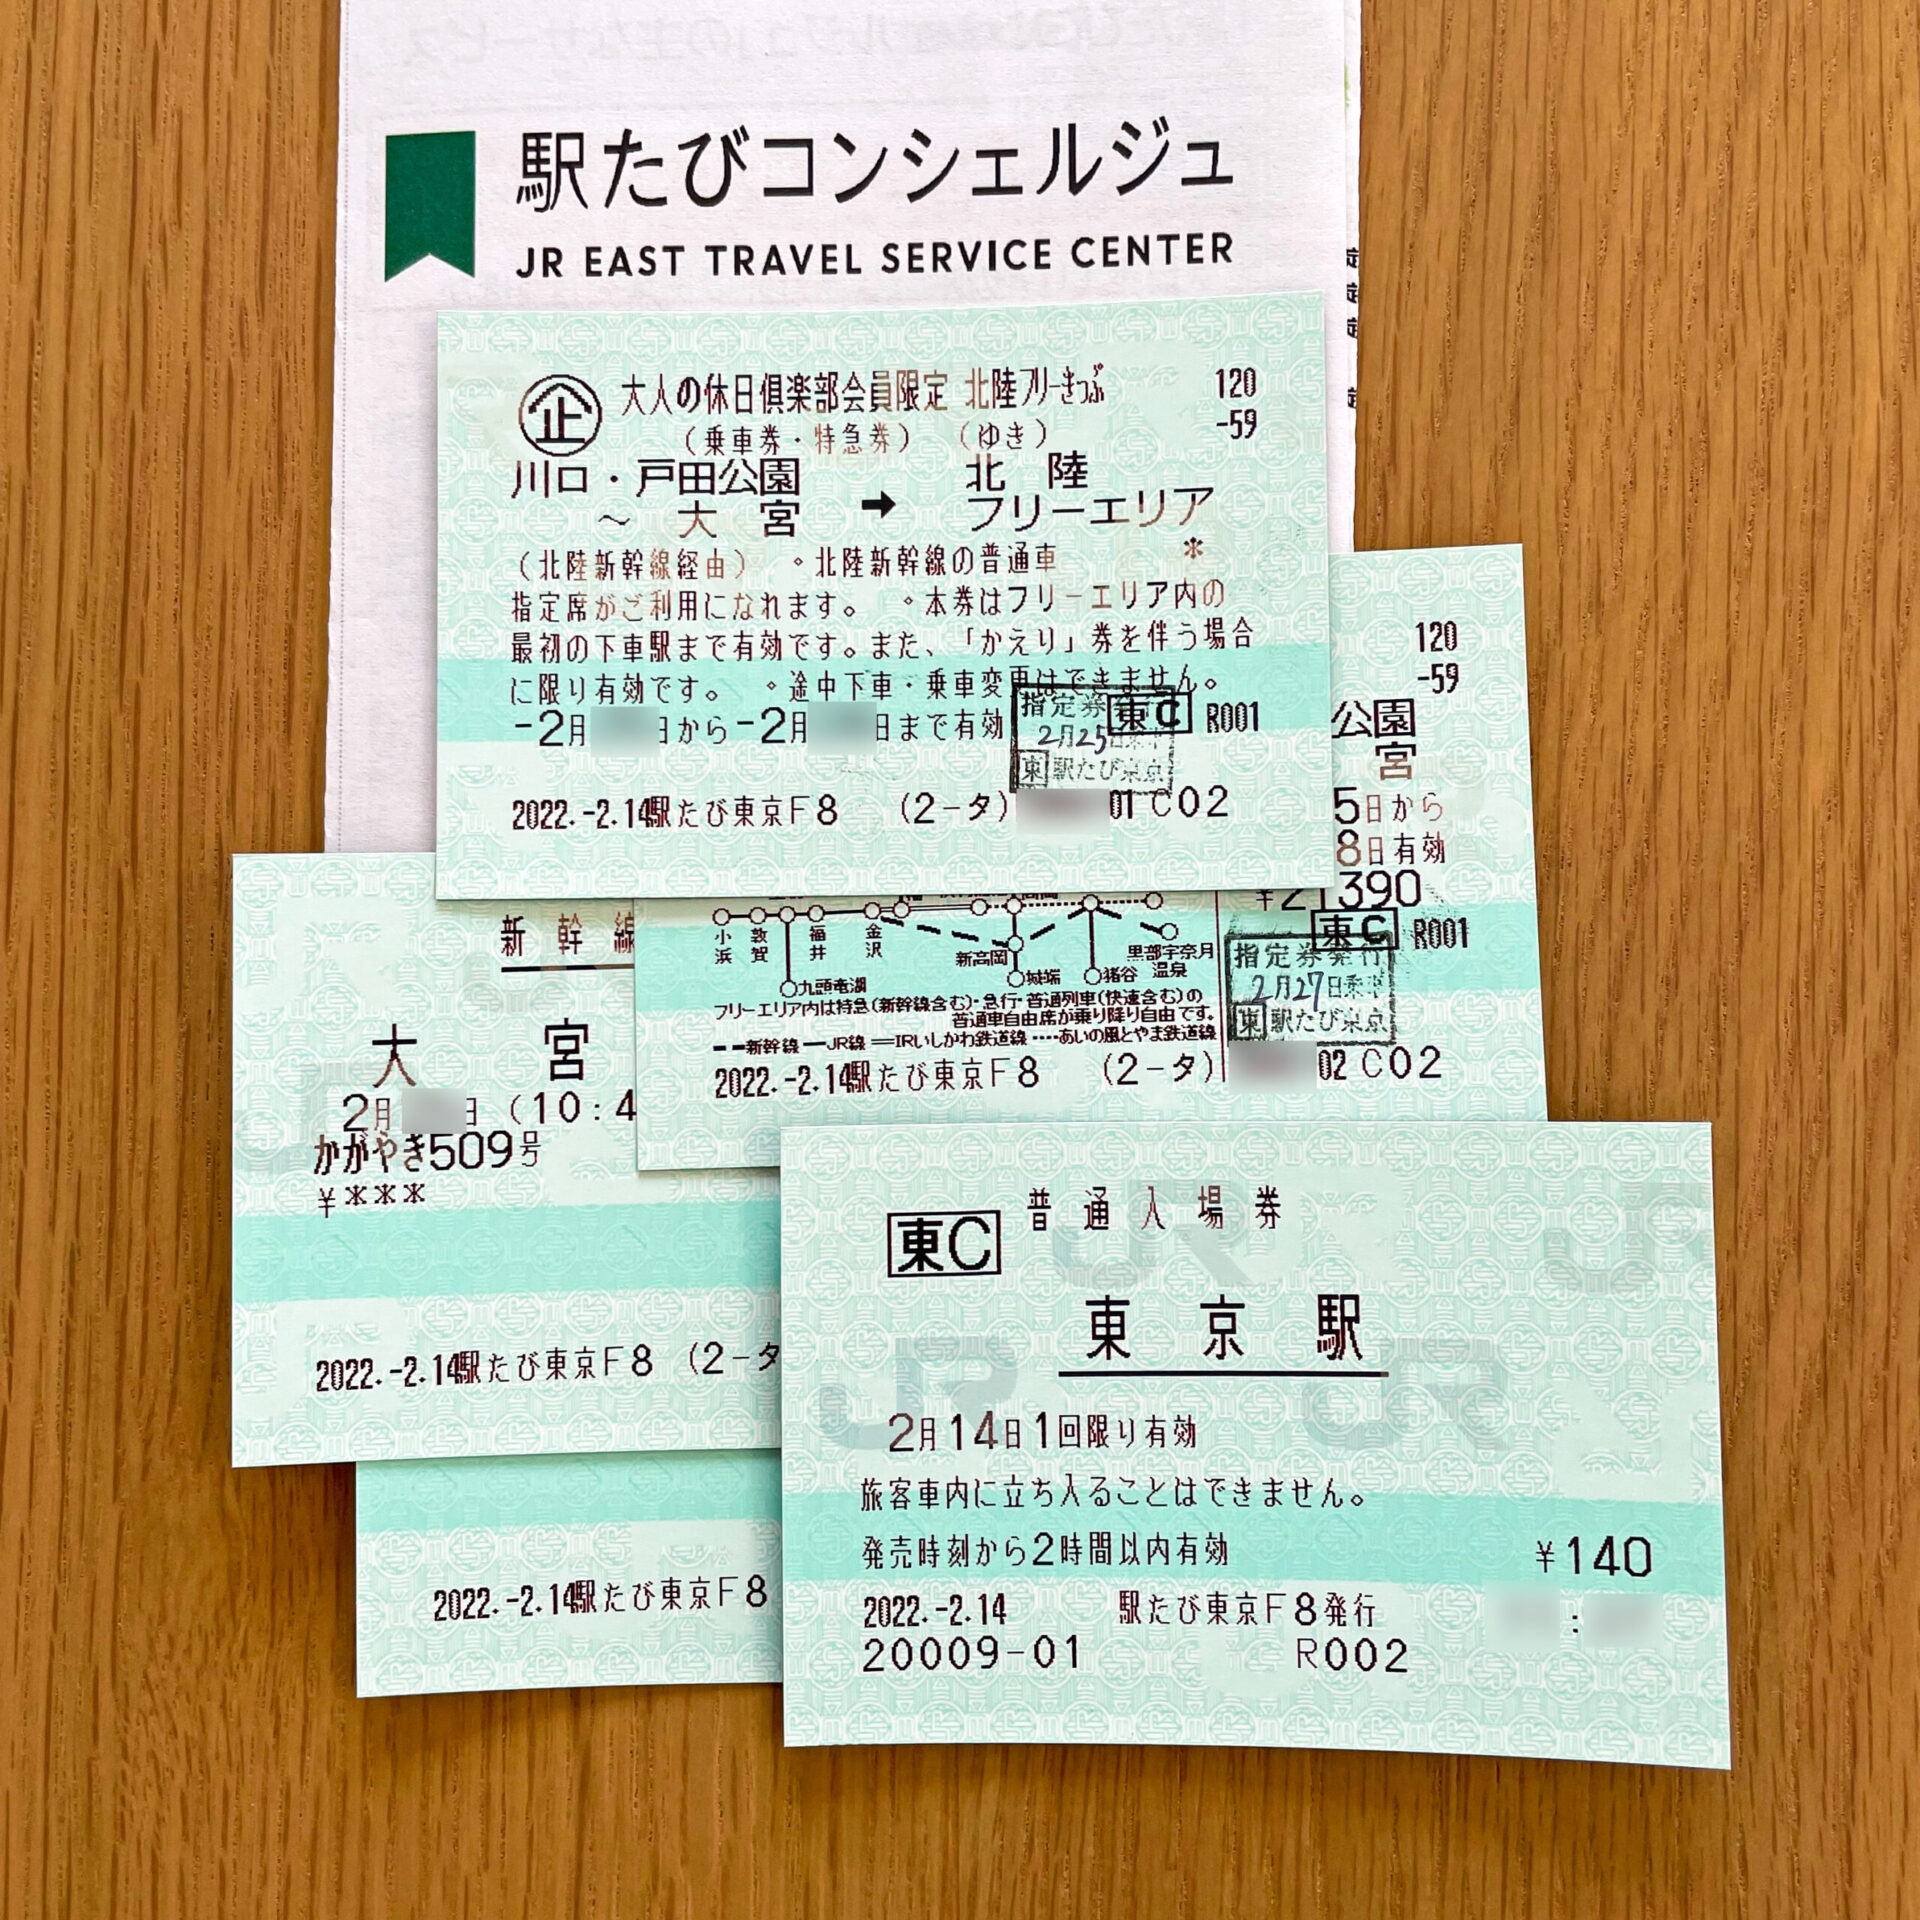 駅たびコンシェルジュ
JR EAST TRAVEL SERVICE CENTER
企 大人の休日倶楽部会員限定 北陸フリーきっぷ 120
(乗車券・特急券) (ゆき) -59
川口・戸田公園 北 陸
~ 大 宮 ➡ フリーエリア
(北陸新幹線経由) ◦北陸新幹線の普通車 *
指定席がご利用になれます。 ◦本券はフリーエリア内の
最初の下車駅まで有効です。また、「かえり」券を伴う場合
に限り有効です。 ◦途中下車・乗車変更はできません。
-2月 日から-2月 日まで有効 東C R001
指定券
2月25日
東 駅たび東京
2022.-2.14駅たび東京F8 (2-タ) 01 C02
120
-59
公園
宮
5日から
8日有効
¥21390
東C R001
指定券発行
2月27日乗車
東 駅たび東京
小浜 敦賀 福井 金沢 新高岡 黒部宇奈月温泉
九頭竜湖 城端 猪谷
フリーエリア内は特急(新幹線含む)・急行・普通列車(快速含む)の
普通車自由席が乗り降り自由です。
新幹線 JR線 IRいしかわ鉄道線 あいの風とやま鉄道線
2022.-2.14駅たび東京F8 (2-タ) 02 C02
新 幹 線
大 宮
2月 日 (10:4
かがやき509号
¥***
2022.-2.14駅たび東京F8 (2-タ
2022.-2.14駅たび東京F8
東C 普通入場券
東 京 駅
2月14日1回限り有効
旅客車内に立ち入ることはできません。
発売時刻から2時間以内有効 ¥140
2022.-2.14 駅たび東京F8発行 :
20009-01 R002